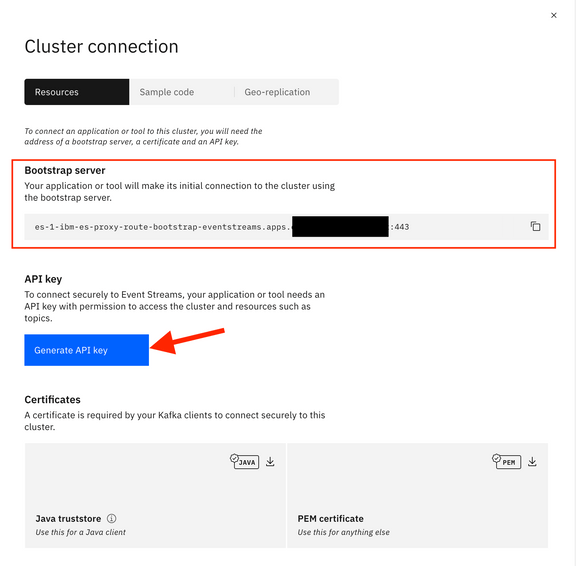 Cluster connection
Resources
Sample code
Geo-replication
To connect an application or tool to this cluster, you will need the
address of a bootstrap server, a certificate and an API key.
Bootstrap server
Your application or tool will make its initial connection to the cluster using
the bootstrap server.
es-1-ibm-es-proxy-route-bootstrap-eventstreams.apps. :443
API key
To connect securely to Event Streams, your application or tool needs an
API key with permission to access the cluster and resources such as
topics.
Generate API key
Certificates
A certificate is required by your Kafka clients to connect securely to this
cluster.
JAVA
PEM
Java truststore
Use this for a Java client
PEM certificate
Use this for anything else